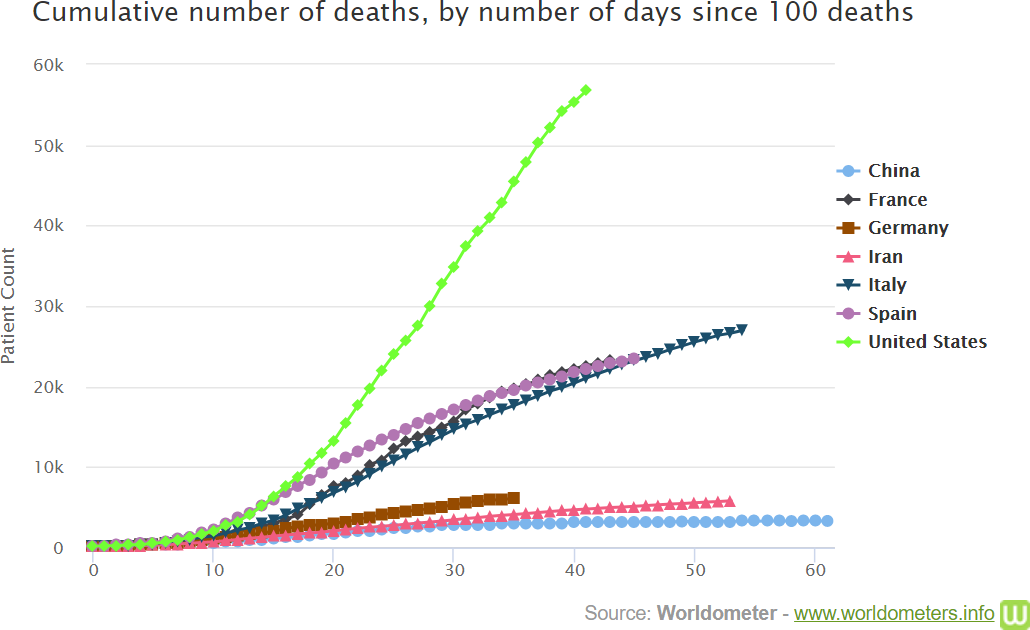 Cumulative number of deaths, by number of days since 100 deaths
60k
50k
40k
30k
20k
10k
0
Patient Count
0 10 20 30 40 50 60
China
France
Germany
Iran
Italy
Spain
United States
Source: Worldometer - www.worldometers.info W